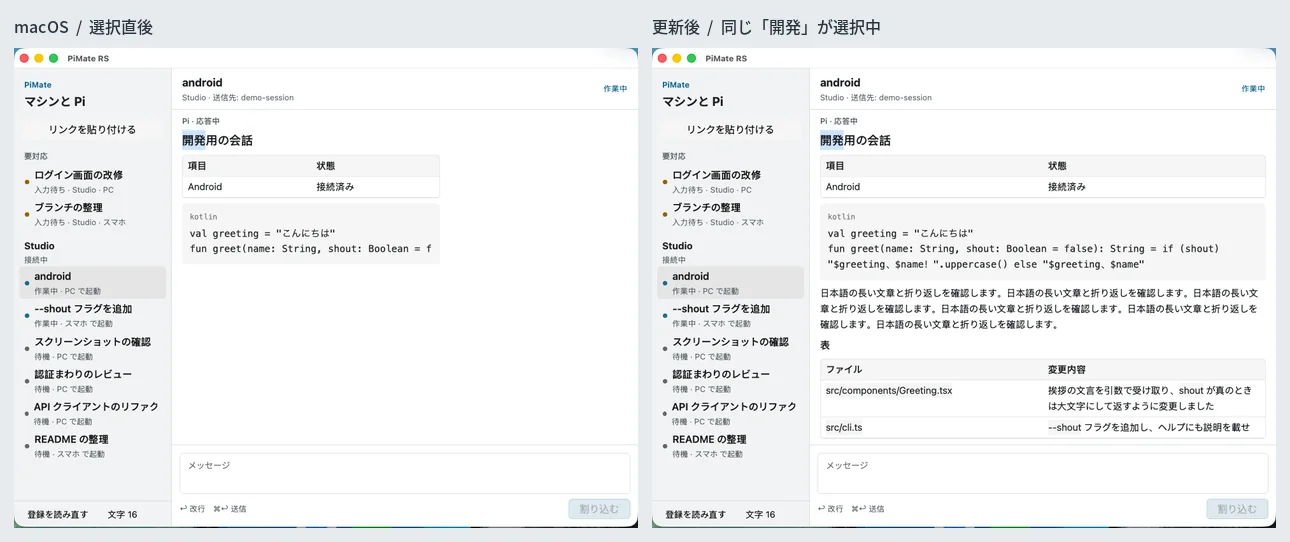 macOS / 選択直後
PiMate RS
PiMate
マシンと Pi
リンクを貼り付ける
要対応
ログイン画面の改修
入力待ち · Studio · PC
ブランチの整理
入力待ち · Studio · スマホ
Studio
接続中
android
作業中 · PC で起動
--shout フラグを追加
作業中 · スマホ で起動
スクリーンショットの確認
待機 · PC で起動
認証まわりのレビュー
待機 · PC で起動
API クライアントのリファク
待機 · PC で起動
README の整理
待機 · スマホ で起動
登録を読み直す 文字 16
android
Studio · 送信先: demo-session
作業中
Pi · 応答中
開発用の会話
項目 状態
Android 接続済み
kotlin
val greeting = "こんにちは"
fun greet(name: String, shout: Boolean = f
メッセージ
↩ 改行 ⌘↩ 送信
割り込む
更新後 / 同じ「開発」が選択中
PiMate RS
PiMate
マシンと Pi
リンクを貼り付ける
要対応
ログイン画面の改修
入力待ち · Studio · PC
ブランチの整理
入力待ち · Studio · スマホ
Studio
接続中
android
作業中 · PC で起動
--shout フラグを追加
作業中 · スマホ で起動
スクリーンショットの確認
待機 · PC で起動
認証まわりのレビュー
待機 · PC で起動
API クライアントのリファク
待機 · PC で起動
README の整理
待機 · スマホ で起動
登録を読み直す 文字 16
android
Studio · 送信先: demo-session
作業中
Pi · 応答中
開発用の会話
項目 状態
Android 接続済み
kotlin
val greeting = "こんにちは"
fun greet(name: String, shout: Boolean = false): String = if (shout)
"$greeting、$name! ".uppercase() else "$greeting、$name"
日本語の長い文章と折り返しを確認します。日本語の長い文章と折り返しを確認します。日本語の長い文
章と折り返しを確認します。日本語の長い文章と折り返しを確認します。日本語の長い文章と折り返しを
確認します。日本語の長い文章と折り返しを確認します。
表
ファイル 変更内容
src/components/Greeting.tsx 挨拶の文言を引数で受け取り、shout が真のとき
は大文字にして返すように変更しました
src/cli.ts --shout フラグを追加し、ヘルプにも説明を載せ
メッセージ
↩ 改行 ⌘↩ 送信
割り込む